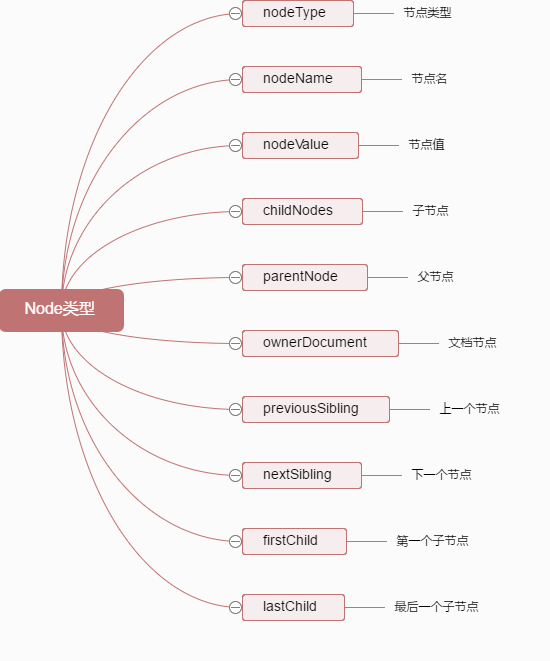 nodeType 节点类型
nodeName 节点名
nodeValue 节点值
childNodes 子节点
parentNode 父节点
Node类型
ownerDocument 文档节点
previousSibling 上一个节点
nextSibling 下一个节点
firstChild 第一个子节点
lastChild 最后一个子节点